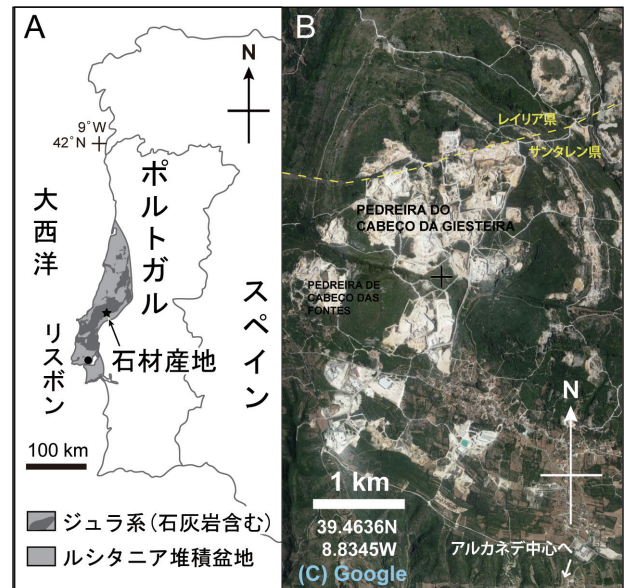 A
N
9°W
42°N
大西洋
ポルトガル
スペイン
リスボン
石材産地
100 km
ジュラ系(石灰岩含む)
ルシタニア堆積盆地
B
レイリア県
サンタレン県
PEDREIRA DO
CABEÇO DA GIESTEIRA
PEDREIRA DE
CABEÇO DAS
FONTES
N
1 km
39.4636N
8.8345W
(C) Google
アルカネデ中心へ